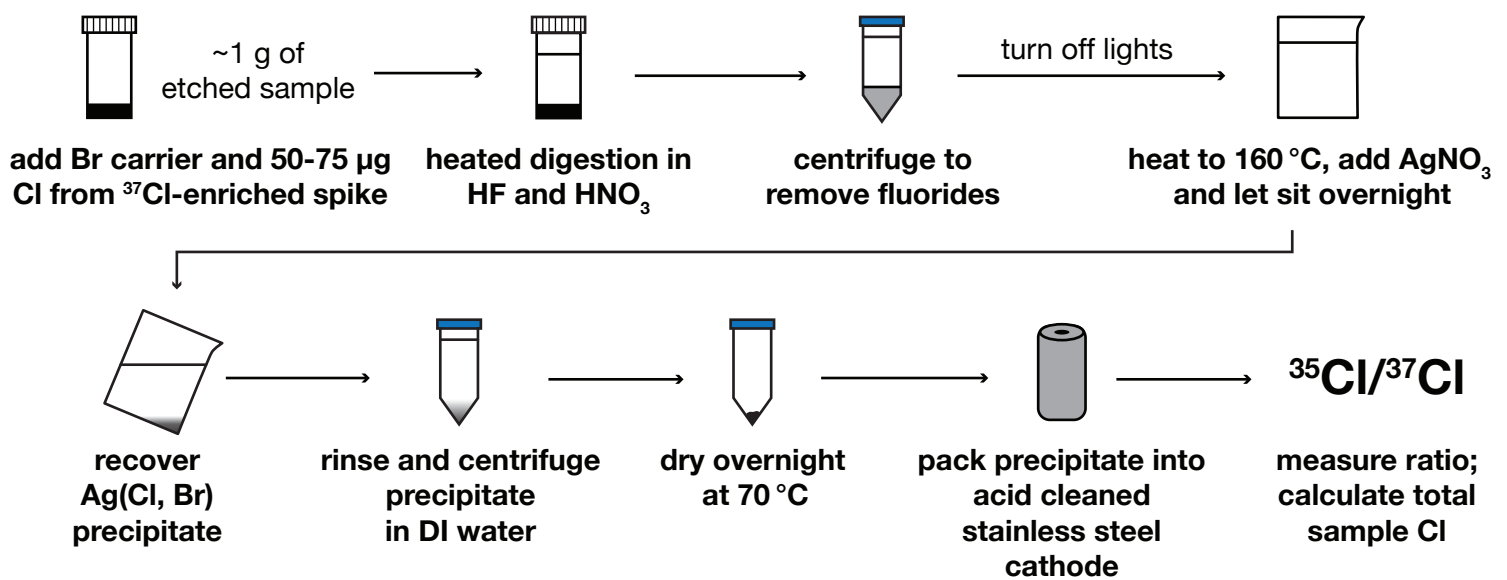 ~1 g of
etched sample
turn off lights
add Br carrier and 50-75 µg
Cl from ³⁷Cl-enriched spike
heated digestion in
HF and HNO₃
centrifuge to
remove fluorides
heat to 160 °C, add AgNO₃
and let sit overnight
recover
Ag(Cl, Br)
precipitate
rinse and centrifuge
precipitate
in DI water
dry overnight
at 70 °C
pack precipitate into
acid cleaned
stainless steel
cathode
³⁵Cl/³⁷Cl
measure ratio;
calculate total
sample Cl